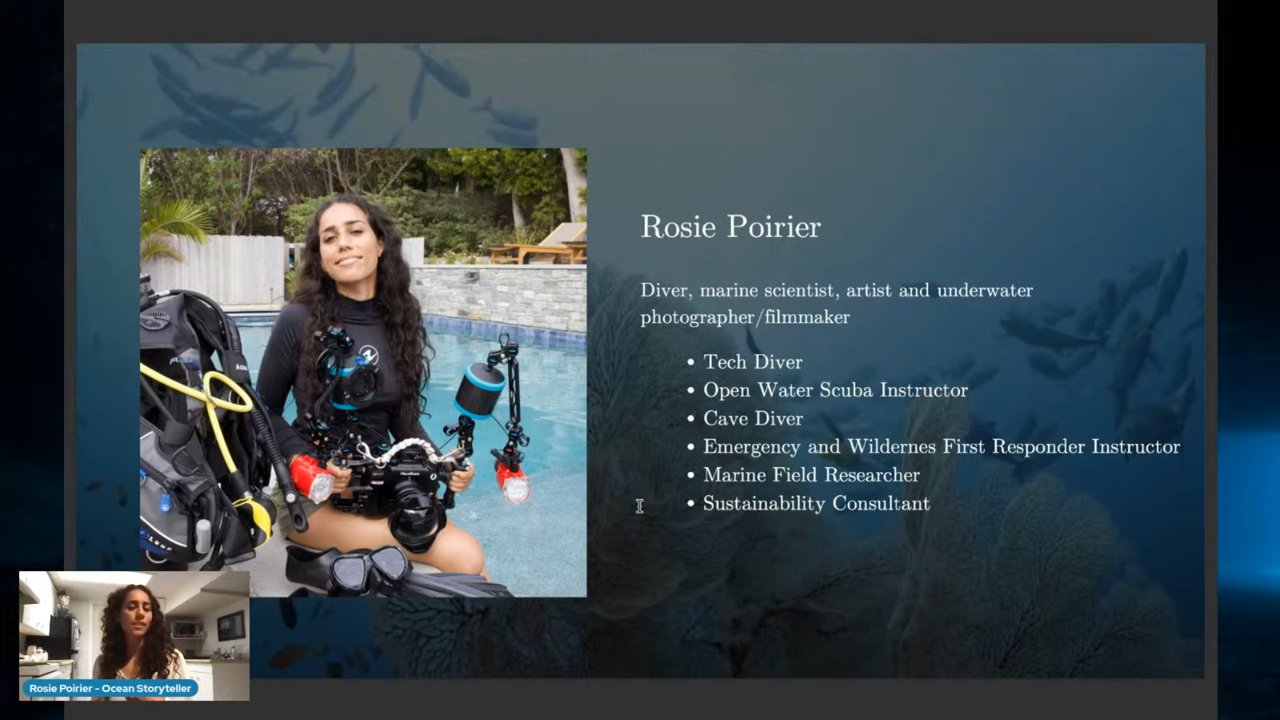 Rosie Poirier
Diver, marine scientist, artist and underwater
photographer/filmmaker
• Tech Diver
• Open Water Scuba Instructor
• Cave Diver
• Emergency and Wildernes First Responder Instructor
• Marine Field Researcher
• Sustainability Consultant
Rosie Poirier - Ocean Storyteller